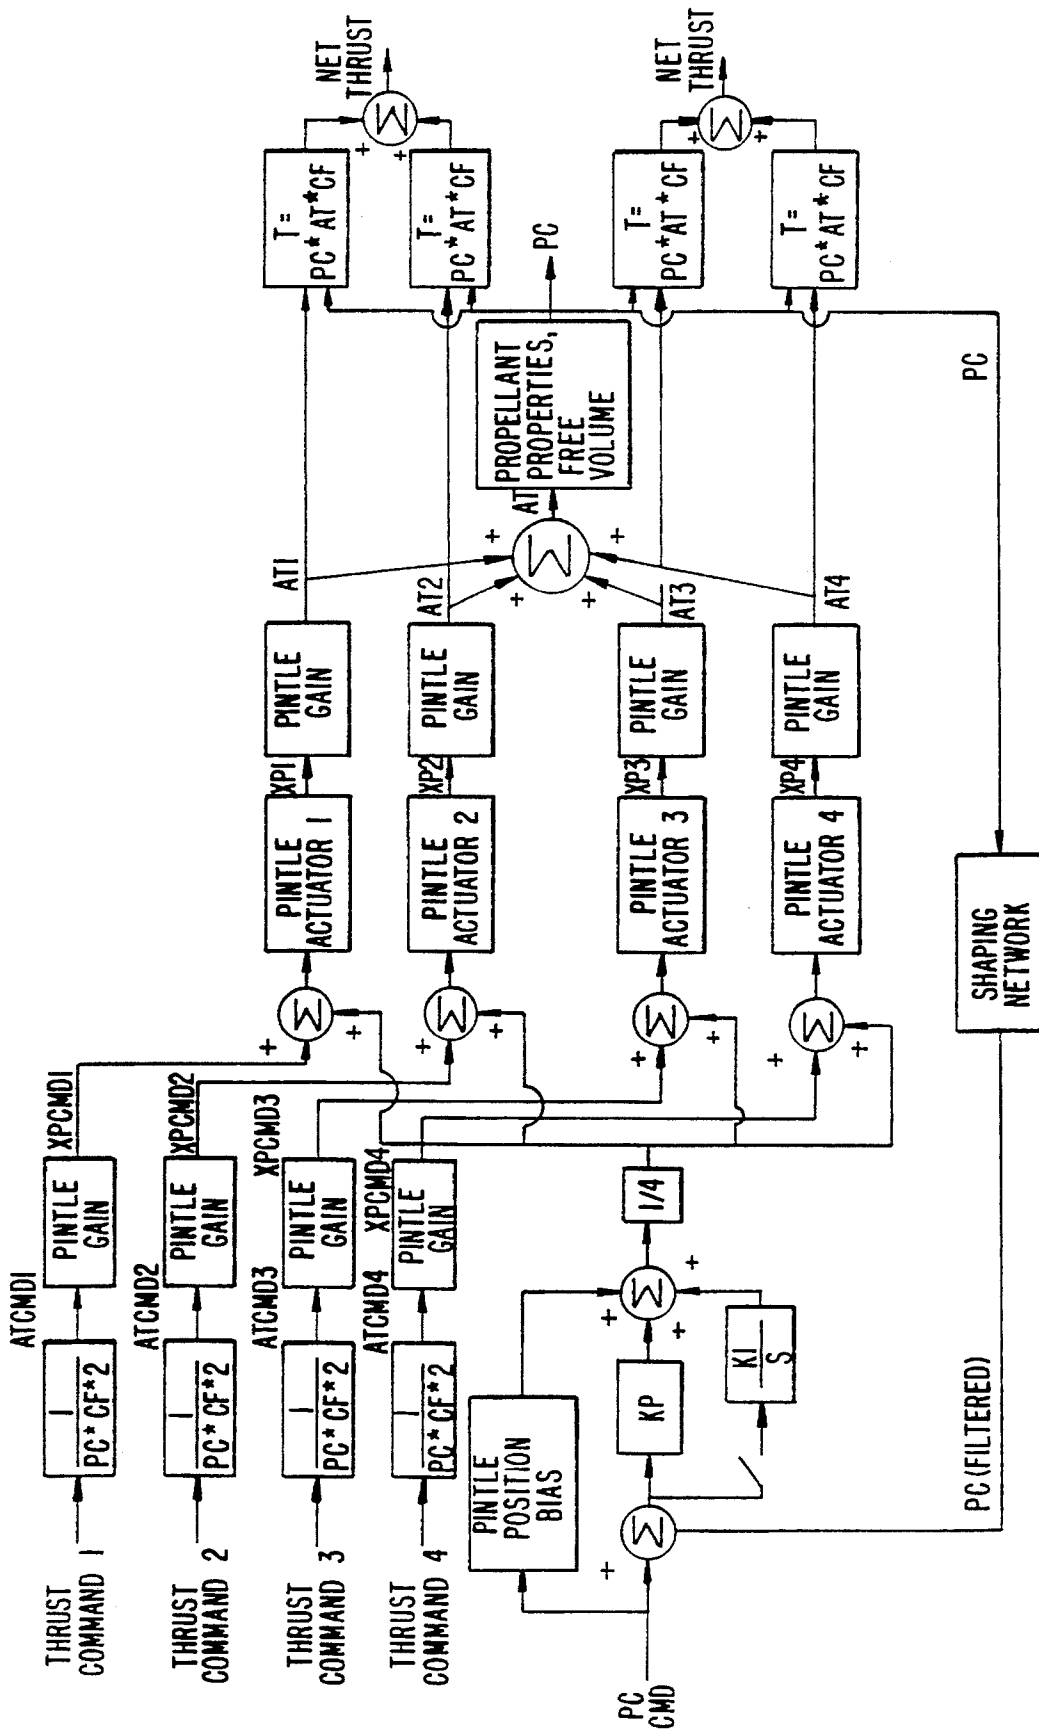 THRUST
COMMAND 1
1
PC*CF*2
ATCMD1
PINTLE
GAIN
XPCMD1
Σ
+
+
PINTLE
ACTUATOR 1
XP1
PINTLE
GAIN
AT1
T=
PC*AT*CF
+
+
Σ
NET
THRUST
THRUST
COMMAND 2
1
PC*CF*2
ATCMD2
PINTLE
GAIN
XPCMD2
Σ
+
+
PINTLE
ACTUATOR 2
XP2
PINTLE
GAIN
AT2
T=
PC*AT*CF
+
+
+
+
Σ
AT
PROPELLANT
PROPERTIES,
FREE
VOLUME
PC
THRUST
COMMAND 3
1
PC*CF*2
ATCMD3
PINTLE
GAIN
XPCMD3
Σ
+
+
PINTLE
ACTUATOR 3
XP3
PINTLE
GAIN
AT3
T=
PC*AT*CF
+
+
Σ
NET
THRUST
THRUST
COMMAND 4
1
PC*CF*2
ATCMD4
PINTLE
GAIN
XPCMD4
Σ
+
+
PINTLE
ACTUATOR 4
XP4
PINTLE
GAIN
AT4
T=
PC*AT*CF
PINTLE
POSITION
BIAS
PC
CMD
+
Σ
KP
KI
S
+
+
+
Σ
1/4
PC (FILTERED)
SHAPING
NETWORK
PC